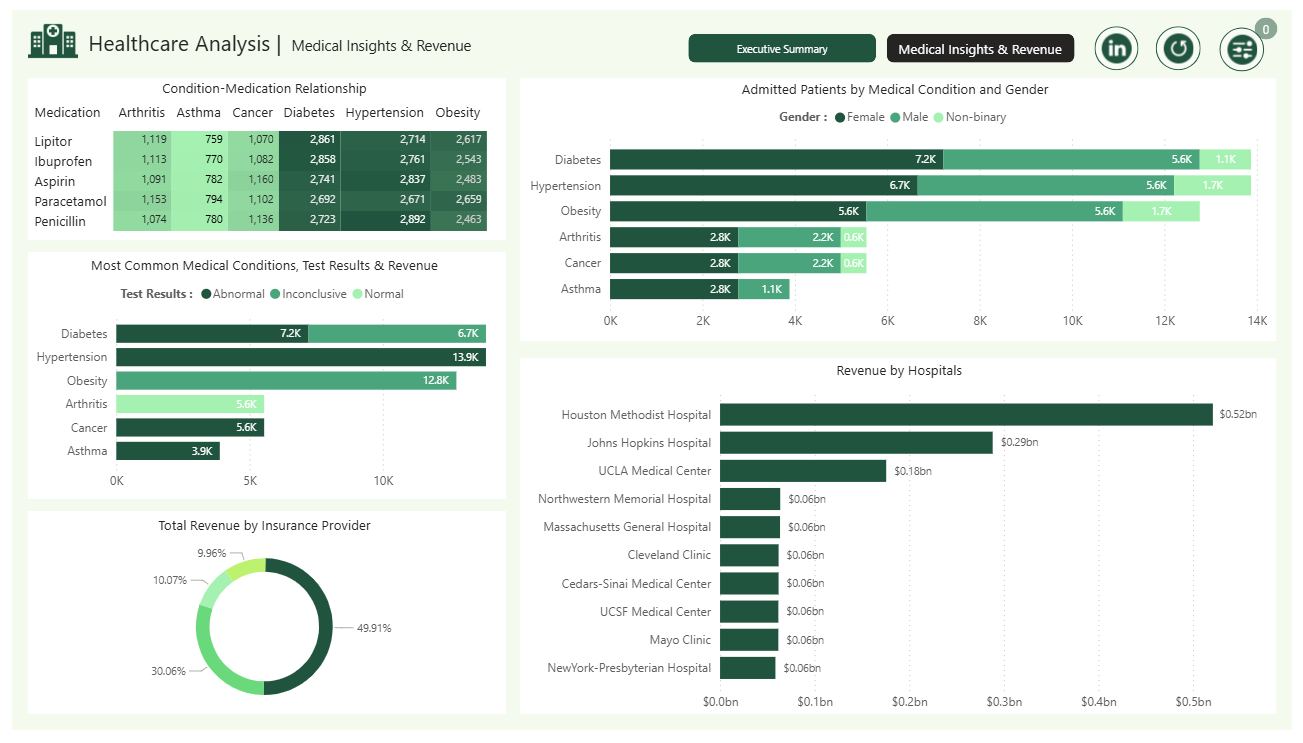 Healthcare Analysis | Medical Insights & Revenue
Executive Summary
Medical Insights & Revenue
in
0
Condition-Medication Relationship
Medication Arthritis Asthma Cancer Diabetes Hypertension Obesity
Lipitor 1,119 759 1,070 2,861 2,714 2,617
Ibuprofen 1,113 770 1,082 2,858 2,761 2,543
Aspirin 1,091 782 1,160 2,741 2,837 2,483
Paracetamol 1,153 794 1,102 2,692 2,671 2,659
Penicillin 1,074 780 1,136 2,723 2,892 2,463
Most Common Medical Conditions, Test Results & Revenue
Test Results : Abnormal Inconclusive Normal
Diabetes 7.2K 6.7K
Hypertension 13.9K
Obesity 12.8K
Arthritis 5.6K
Cancer 5.6K
Asthma 3.9K
0K 5K 10K
Total Revenue by Insurance Provider
9.96%
10.07%
49.91%
30.06%
Admitted Patients by Medical Condition and Gender
Gender : Female Male Non-binary
Diabetes 7.2K 5.6K 1.1K
Hypertension 6.7K 5.6K 1.7K
Obesity 5.6K 5.6K 1.7K
Arthritis 2.8K 2.2K 0.6K
Cancer 2.8K 2.2K 0.6K
Asthma 2.8K 1.1K
0K 2K 4K 6K 8K 10K 12K 14K
Revenue by Hospitals
Houston Methodist Hospital $0.52bn
Johns Hopkins Hospital $0.29bn
UCLA Medical Center $0.18bn
Northwestern Memorial Hospital $0.06bn
Massachusetts General Hospital $0.06bn
Cleveland Clinic $0.06bn
Cedars-Sinai Medical Center $0.06bn
UCSF Medical Center $0.06bn
Mayo Clinic $0.06bn
NewYork-Presbyterian Hospital $0.06bn
$0.0bn $0.1bn $0.2bn $0.3bn $0.4bn $0.5bn